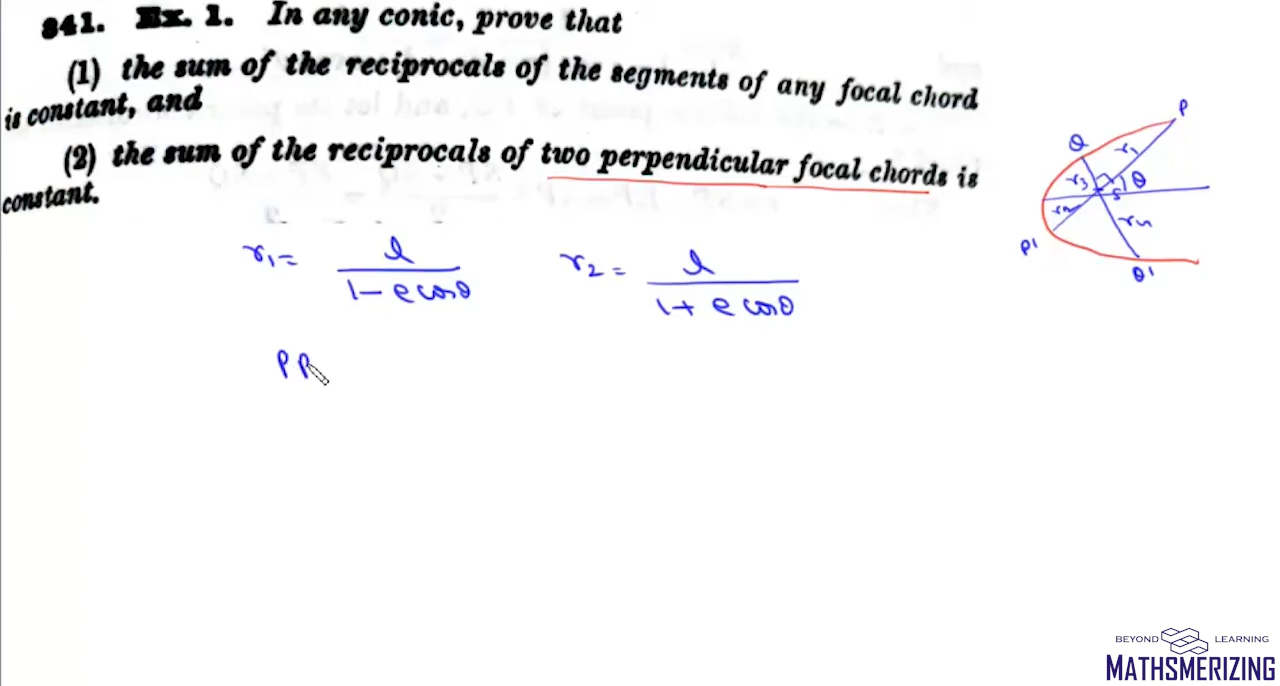 341. Ex. 1. In any conic, prove that
(1) the sum of the reciprocals of the segments of any focal chord
is constant, and
(2) the sum of the reciprocals of two perpendicular focal chords is
constant.
r₁ = l / (1 - e cosθ)    r₂ = l / (1 + e cosθ)
PP
P
Q
r₁
r₃
θ
S
r₂
r₄
P'
Q'
BEYOND LEARNING
MATHSMERIZING